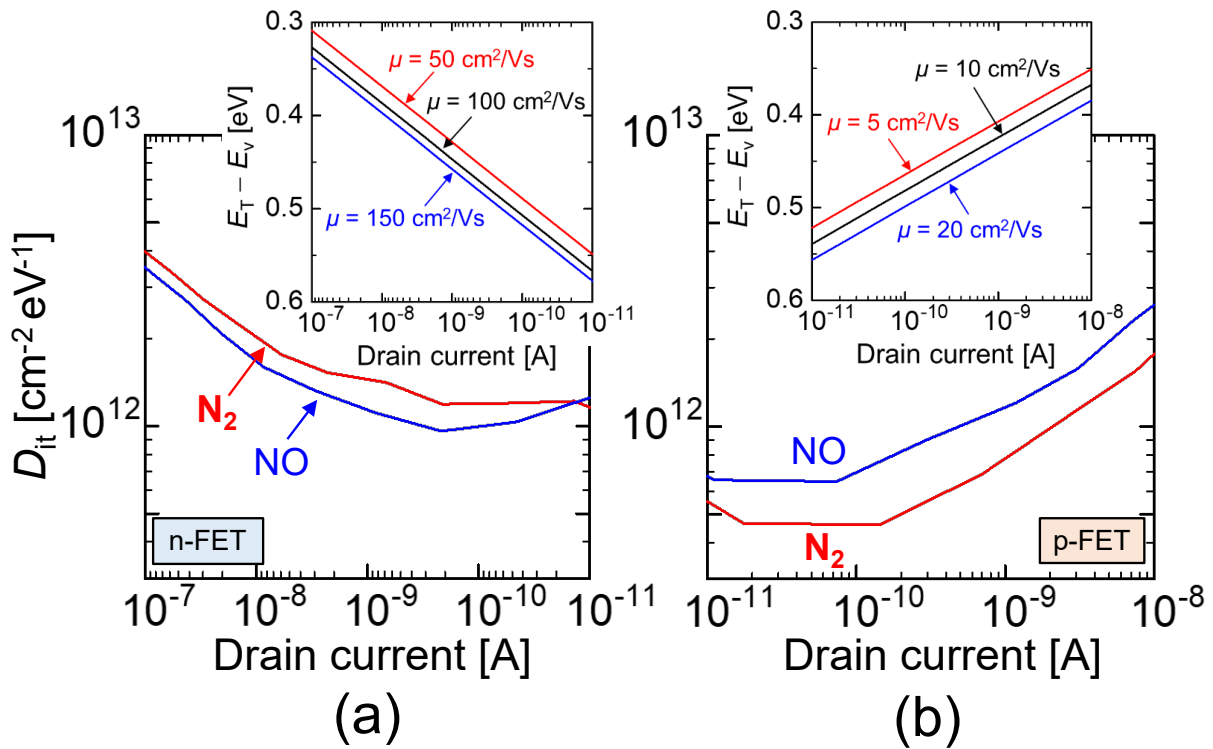 D_it [cm⁻² eV⁻¹]
10¹³
10¹²
E_T − E_v [eV]
0.3
0.4
0.5
0.6
μ = 50 cm²/Vs
μ = 100 cm²/Vs
μ = 150 cm²/Vs
10⁻⁷ 10⁻⁸ 10⁻⁹ 10⁻¹⁰ 10⁻¹¹
Drain current [A]
N₂
NO
n-FET
10⁻⁷ 10⁻⁸ 10⁻⁹ 10⁻¹⁰ 10⁻¹¹
Drain current [A]
(a)
10¹³
10¹²
E_T − E_v [eV]
0.3
0.4
0.5
0.6
μ = 10 cm²/Vs
μ = 5 cm²/Vs
μ = 20 cm²/Vs
10⁻¹¹ 10⁻¹⁰ 10⁻⁹ 10⁻⁸
Drain current [A]
NO
N₂
p-FET
10⁻¹¹ 10⁻¹⁰ 10⁻⁹ 10⁻⁸
Drain current [A]
(b)